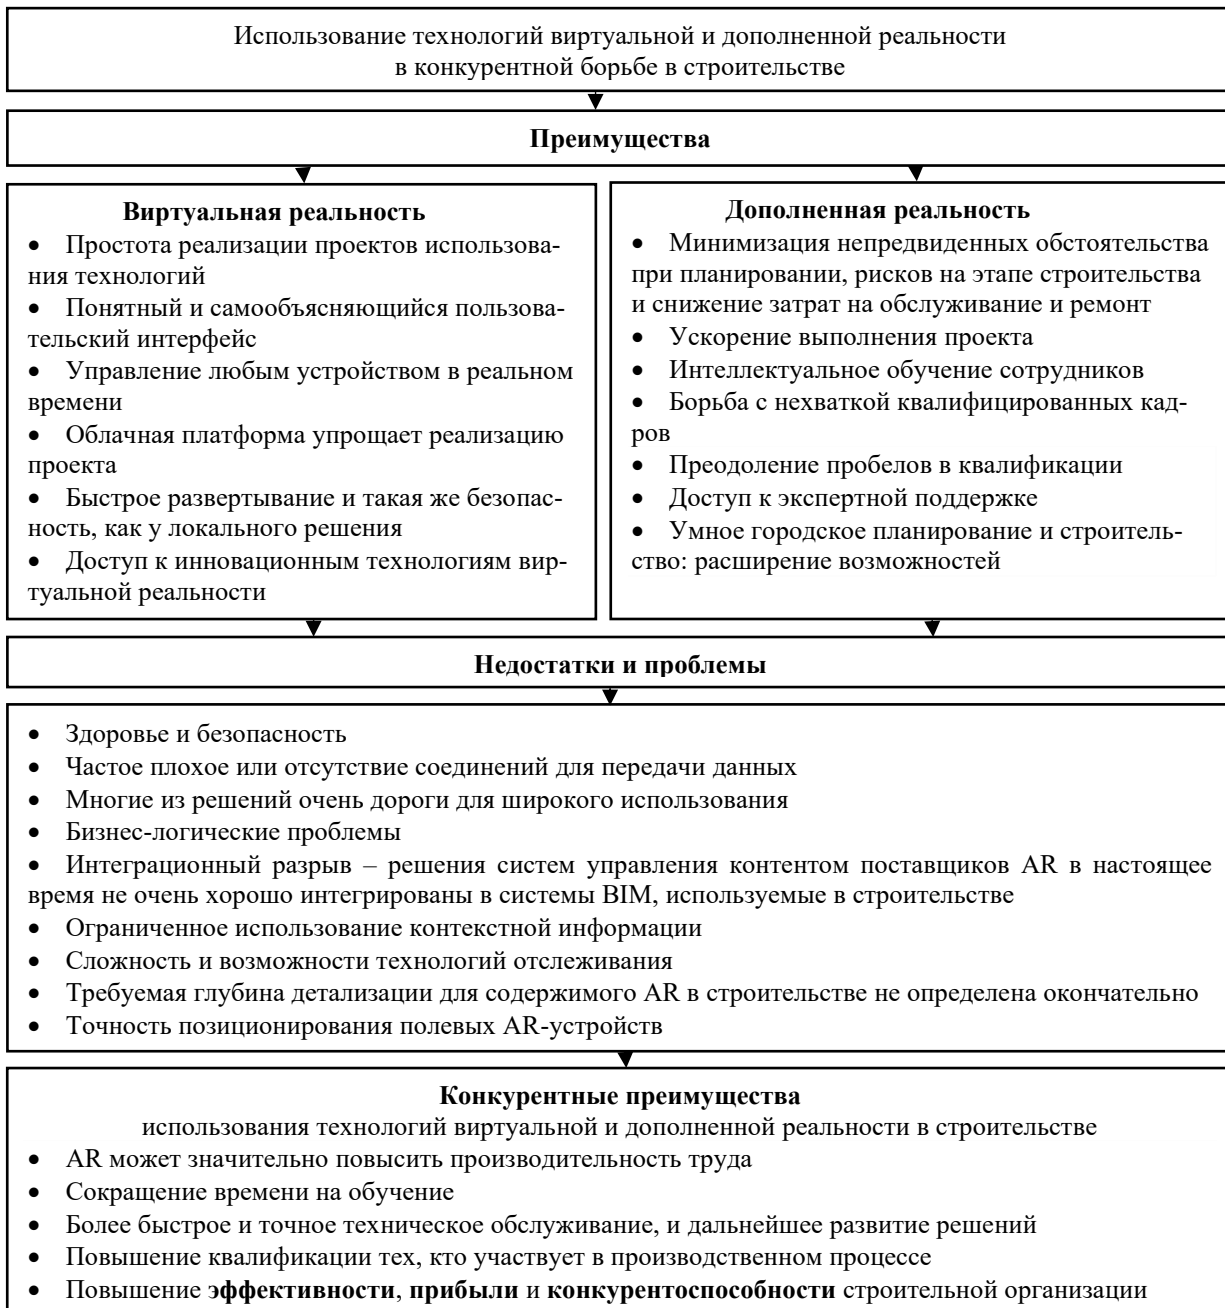 Использование технологий виртуальной и дополненной реальности
в конкурентной борьбе в строительстве
Преимущества
Виртуальная реальность
• Простота реализации проектов использова-
ния технологий
• Понятный и самообъясняющийся пользова-
тельский интерфейс
• Управление любым устройством в реальном
времени
• Облачная платформа упрощает реализацию
проекта
• Быстрое развертывание и такая же безопас-
ность, как у локального решения
• Доступ к инновационным технологиям вир-
туальной реальности
Дополненная реальность
• Минимизация непредвиденных обстоятельства
при планировании, рисков на этапе строительства
и снижение затрат на обслуживание и ремонт
• Ускорение выполнения проекта
• Интеллектуальное обучение сотрудников
• Борьба с нехваткой квалифицированных кад-
ров
• Преодоление пробелов в квалификации
• Доступ к экспертной поддержке
• Умное городское планирование и строитель-
ство: расширение возможностей
Недостатки и проблемы
• Здоровье и безопасность
• Частое плохое или отсутствие соединений для передачи данных
• Многие из решений очень дороги для широкого использования
• Бизнес-логические проблемы
• Интеграционный разрыв – решения систем управления контентом поставщиков AR в настоящее
время не очень хорошо интегрированы в системы BIM, используемые в строительстве
• Ограниченное использование контекстной информации
• Сложность и возможности технологий отслеживания
• Требуемая глубина детализации для содержимого AR в строительстве не определена окончательно
• Точность позиционирования полевых AR-устройств
Конкурентные преимущества
использования технологий виртуальной и дополненной реальности в строительстве
• AR может значительно повысить производительность труда
• Сокращение времени на обучение
• Более быстрое и точное техническое обслуживание, и дальнейшее развитие решений
• Повышение квалификации тех, кто участвует в производственном процессе
• Повышение эффективности, прибыли и конкурентоспособности строительной организации